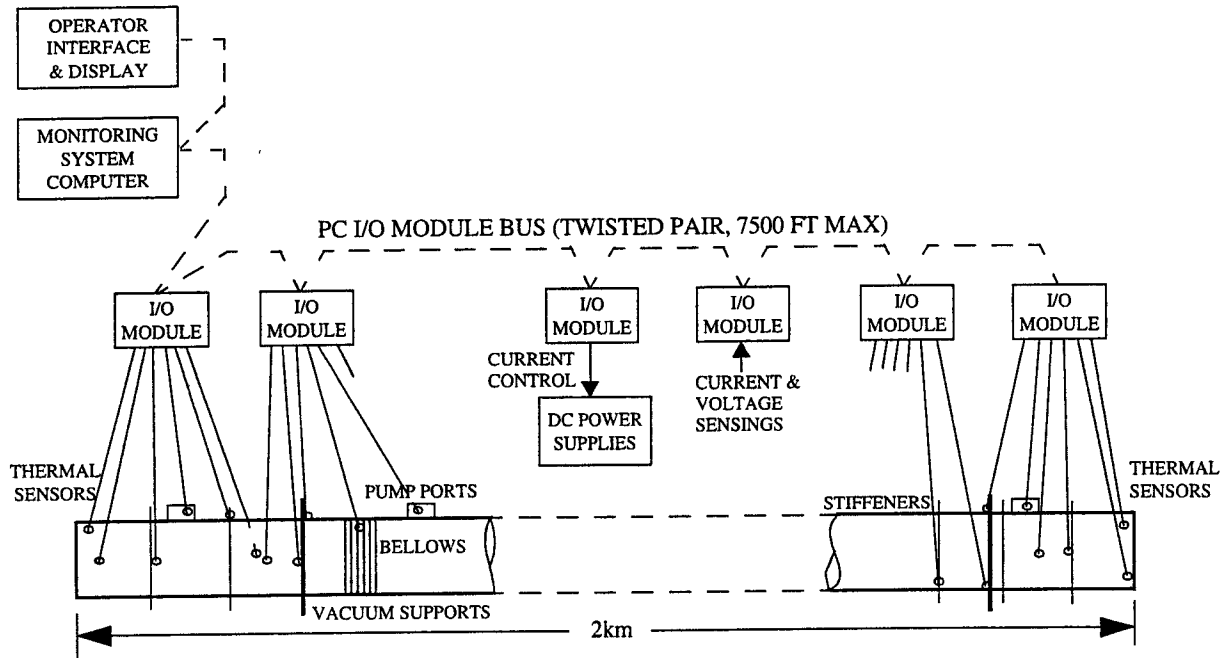 OPERATOR
INTERFACE
& DISPLAY
MONITORING
SYSTEM
COMPUTER
PC I/O MODULE BUS (TWISTED PAIR, 7500 FT MAX)
I/O
MODULE
I/O
MODULE
I/O
MODULE
I/O
MODULE
I/O
MODULE
I/O
MODULE
CURRENT
CONTROL
CURRENT &
VOLTAGE
SENSINGS
DC POWER
SUPPLIES
THERMAL
SENSORS
PUMP PORTS
STIFFENERS
THERMAL
SENSORS
BELLOWS
VACUUM SUPPORTS
2km